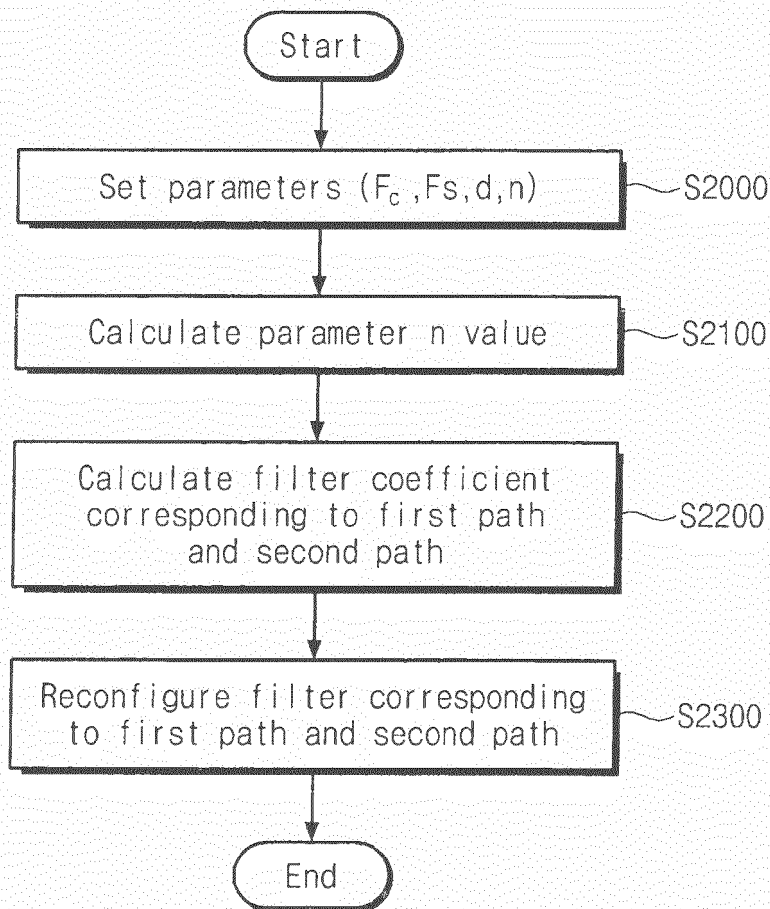 Start
Set parameters (Fc ,Fs,d,n)
S2000
Calculate parameter n value
S2100
Calculate filter coefficient
corresponding to first path
and second path
S2200
Reconfigure filter corresponding
to first path and second path
S2300
End